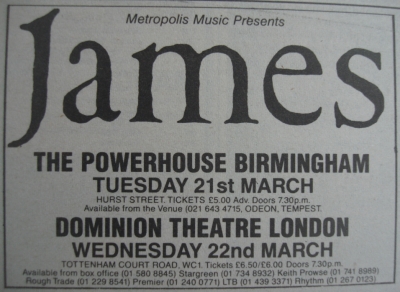 Metropolis Music Presents
James
THE POWERHOUSE BIRMINGHAM
TUESDAY 21st MARCH
HURST STREET. TICKETS £5.00 Adv. Doors 7.30p.m.
Available from the Venue (021 643 4715, ODEON, TEMPEST.
DOMINION THEATRE LONDON
WEDNESDAY 22nd MARCH
TOTTENHAM COURT ROAD, WC1. Tickets £6.50/£6.00 Doors 7.30p.m.
Available from box office (01 580 8845) Stargreen (01 734 8932) Keith Prowse (01 741 8989)
Rough Trade (01 229 8541) Premier (01 240 0771) LTB (01 439 3371) Rhythm (01 267 0123)